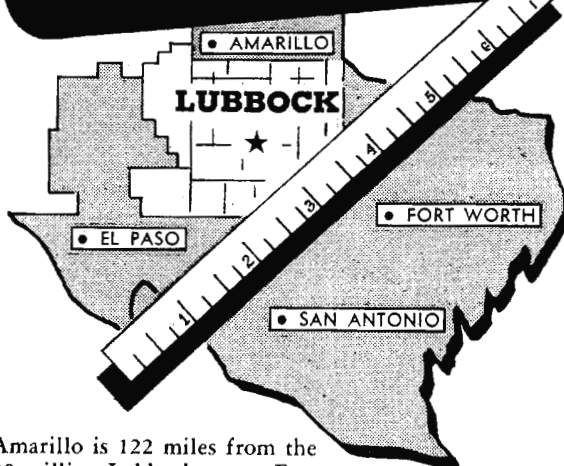 • AMARILLO
LUBBOCK
6
5
4
• FORT WORTH
3
• EL PASO
2
1
• SAN ANTONIO
Amarillo is 122 miles from the